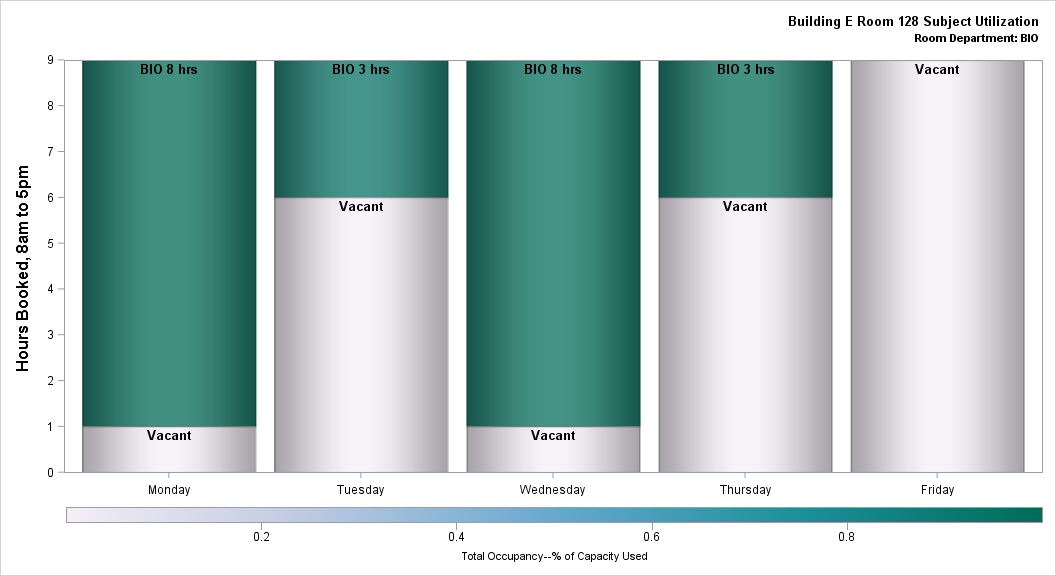 Building E Room 128 Subject Utilization
Room Department: BIO
Hours Booked, 8am to 5pm
9
8
7
6
5
4
3
2
1
0
BIO 8 hrs
Vacant
BIO 3 hrs
Vacant
BIO 8 hrs
Vacant
BIO 3 hrs
Vacant
Vacant
Monday Tuesday Wednesday Thursday Friday
0.2 0.4 0.6 0.8
Total Occupancy--% of Capacity Used